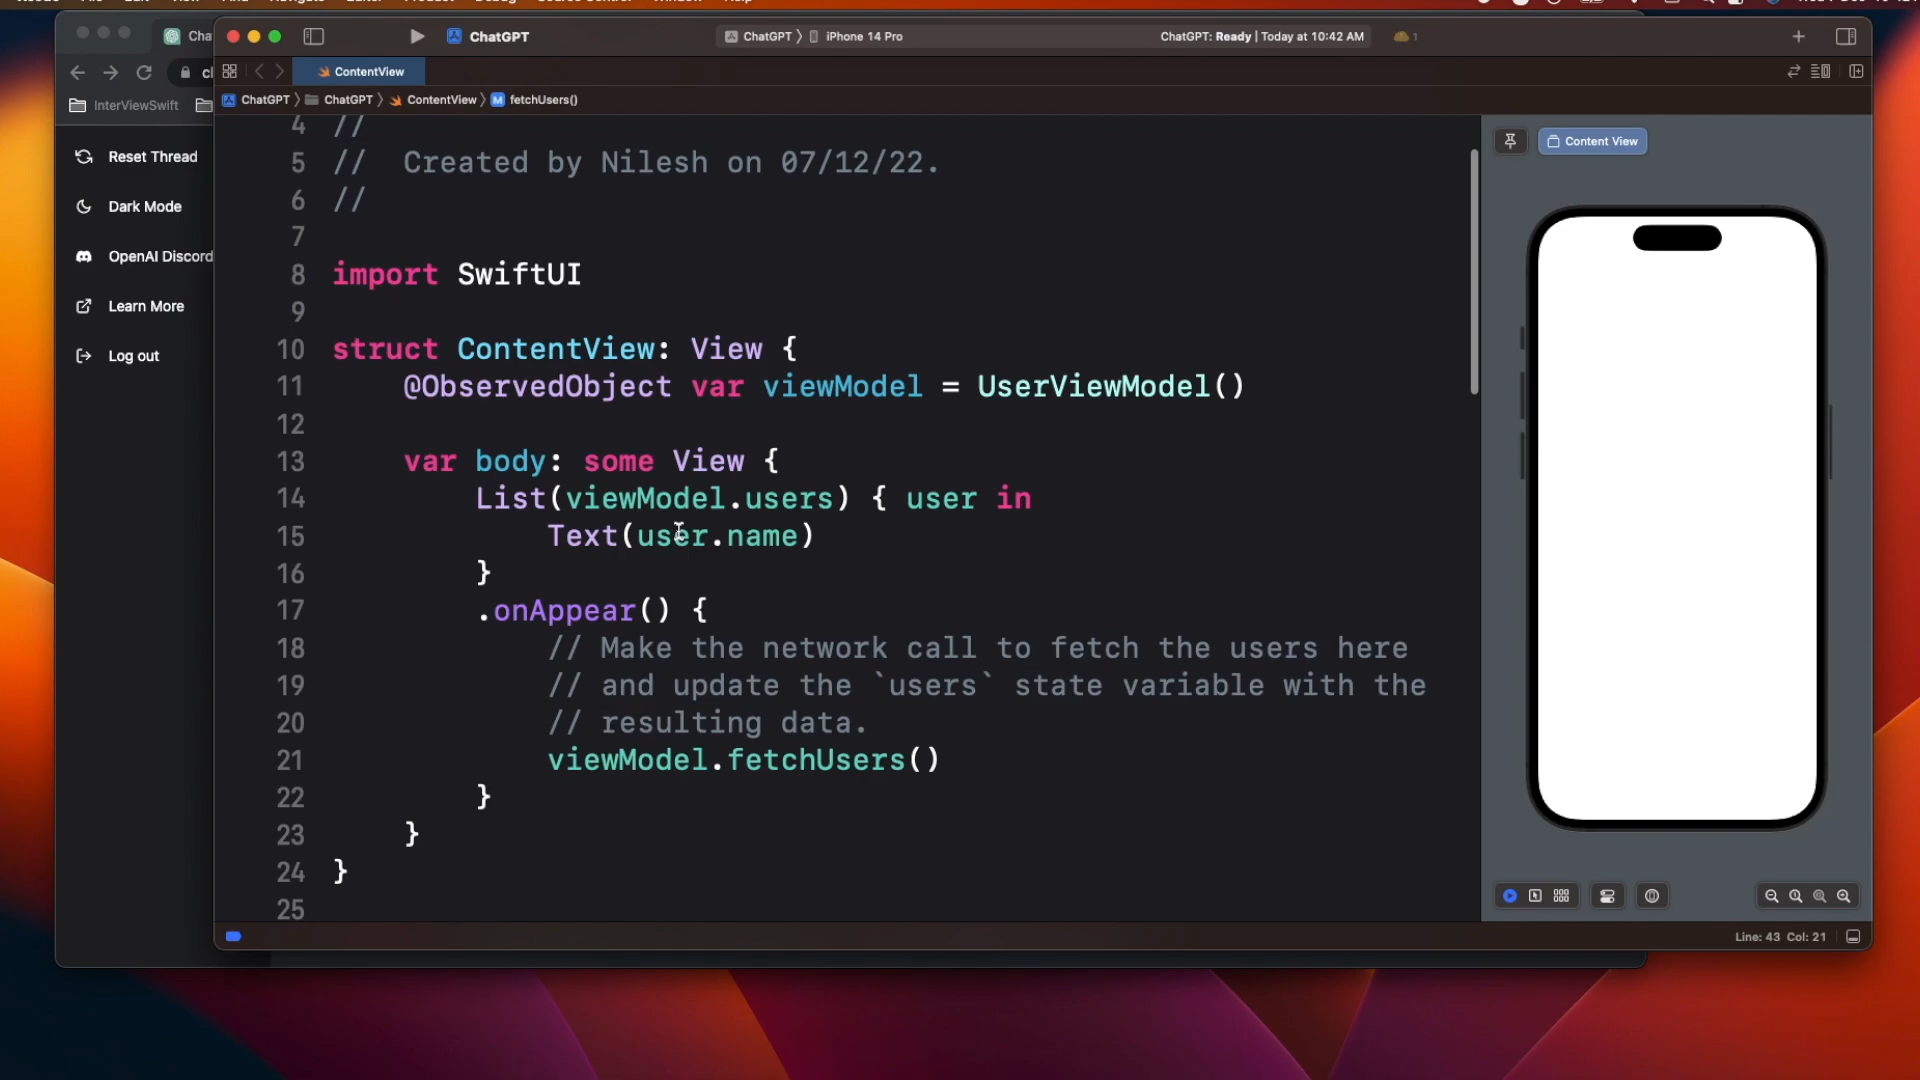 Cha
ChatGPT
ChatGPT 〉 iPhone 14 Pro
ChatGPT: Ready | Today at 10:42 AM
1
ContentView
InterViewSwift
ChatGPT 〉 ChatGPT 〉 ContentView 〉 M fetchUsers()
Reset Thread
Dark Mode
OpenAI Discord
Learn More
Log out
4 //
5 // Created by Nilesh on 07/12/22.
6 //
7
8 import SwiftUI
9
10 struct ContentView: View {
11 @ObservedObject var viewModel = UserViewModel()
12
13 var body: some View {
14 List(viewModel.users) { user in
15 Text(user.name)
16 }
17 .onAppear() {
18 // Make the network call to fetch the users here
19 // and update the `users` state variable with the
20 // resulting data.
21 viewModel.fetchUsers()
22 }
23 }
24 }
25
Content View
Line: 43 Col: 21